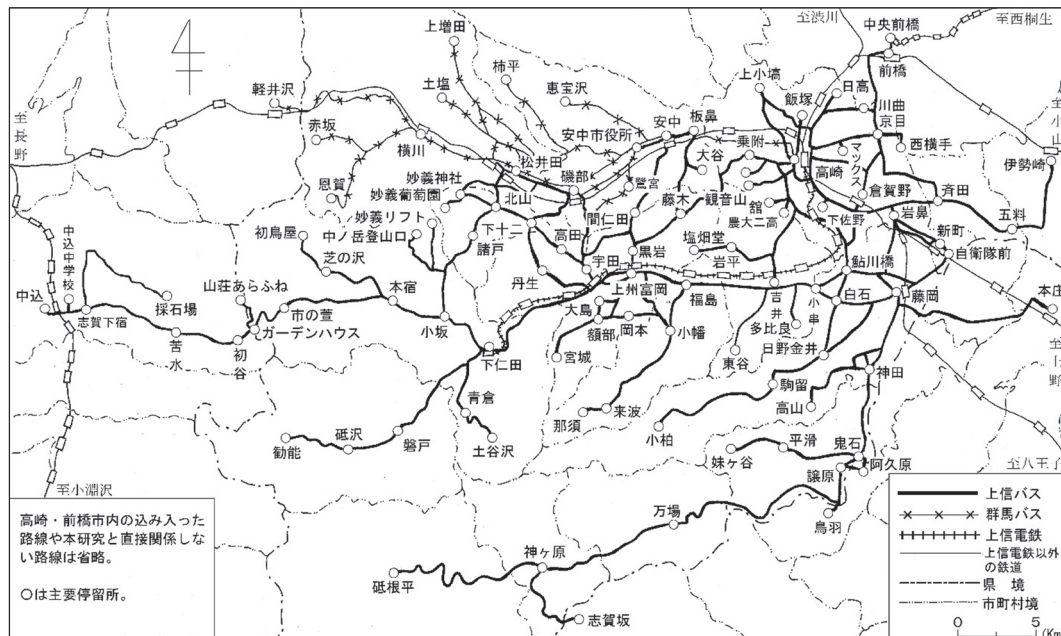 至渋川
至西桐生
中央前橋
前橋
上増田
柿平
土塩
恵宝沢
上小塙
飯塚
日高
川曲
京目
西横手
軽井沢
赤坂
横川
安中市役所
安中
板鼻
乗附
大谷
マックス
高崎
伊勢崎
至長野
松井田
磯部
鷺宮
藤木
観音山
舘
倉賀野
斉田
恩賀
妙義神社
妙義葡萄園
北山
間仁田
農大二高
下佐野
岩鼻
五料
妙義リフト
中ノ岳登山口
初鳥屋
諸戸
下十二
高田
黒岩
塩畑堂
岩平
新町
自衛隊前
鮎川橋
中込中学校
芝の沢
丹生
宇田
上州富岡
福島
吉井
小串
白石
藤岡
本庄
中込
志賀下宿
採石場
山荘あらふね
本宿
市の萱
ガーデンハウス
初谷
苦水
小坂
下仁田
大島
額部
岡本
宮城
小幡
東谷
多比良
日野金井
神田
至上野
青倉
土谷沢
磐戸
砥沢
勧能
那須
来波
小柏
駒留
高山
妹ヶ谷
平滑
鬼石
阿久原
譲原
鳥羽
至八王子
至小淵沢
万場
神ヶ原
砥根平
志賀坂
高崎・前橋市内の込み入った
路線や本研究と直接関係しな
い路線は省略。
○は主要停留所。
上信バス
群馬バス
上信電鉄
上信電鉄以外
の鉄道
県 境
市町村境
0 5
(Km)